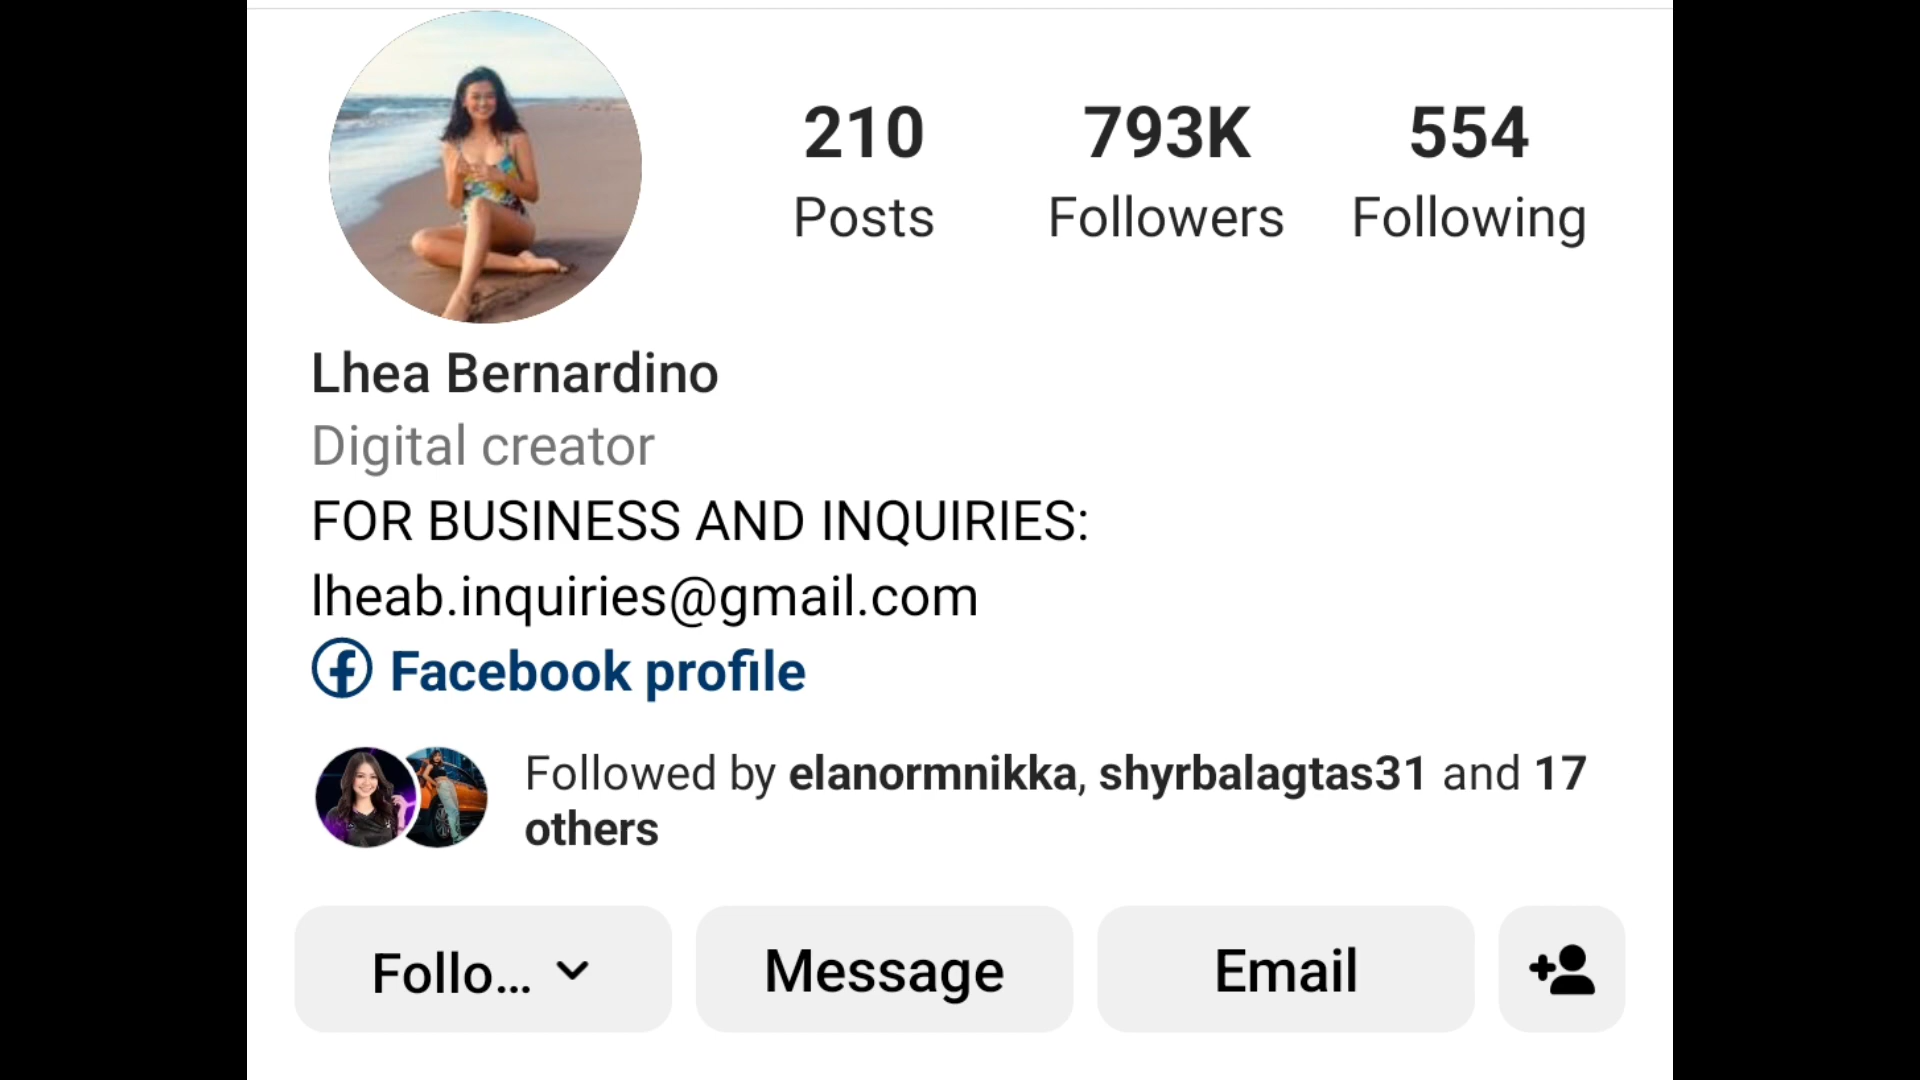 210 793K 554
Posts Followers Following
Lhea Bernardino
Digital creator
FOR BUSINESS AND INQUIRIES:
lheab.inquiries@gmail.com
Facebook profile
Followed by elanormnikka, shyrbalagtas31 and 17
others
Follo... Message Email